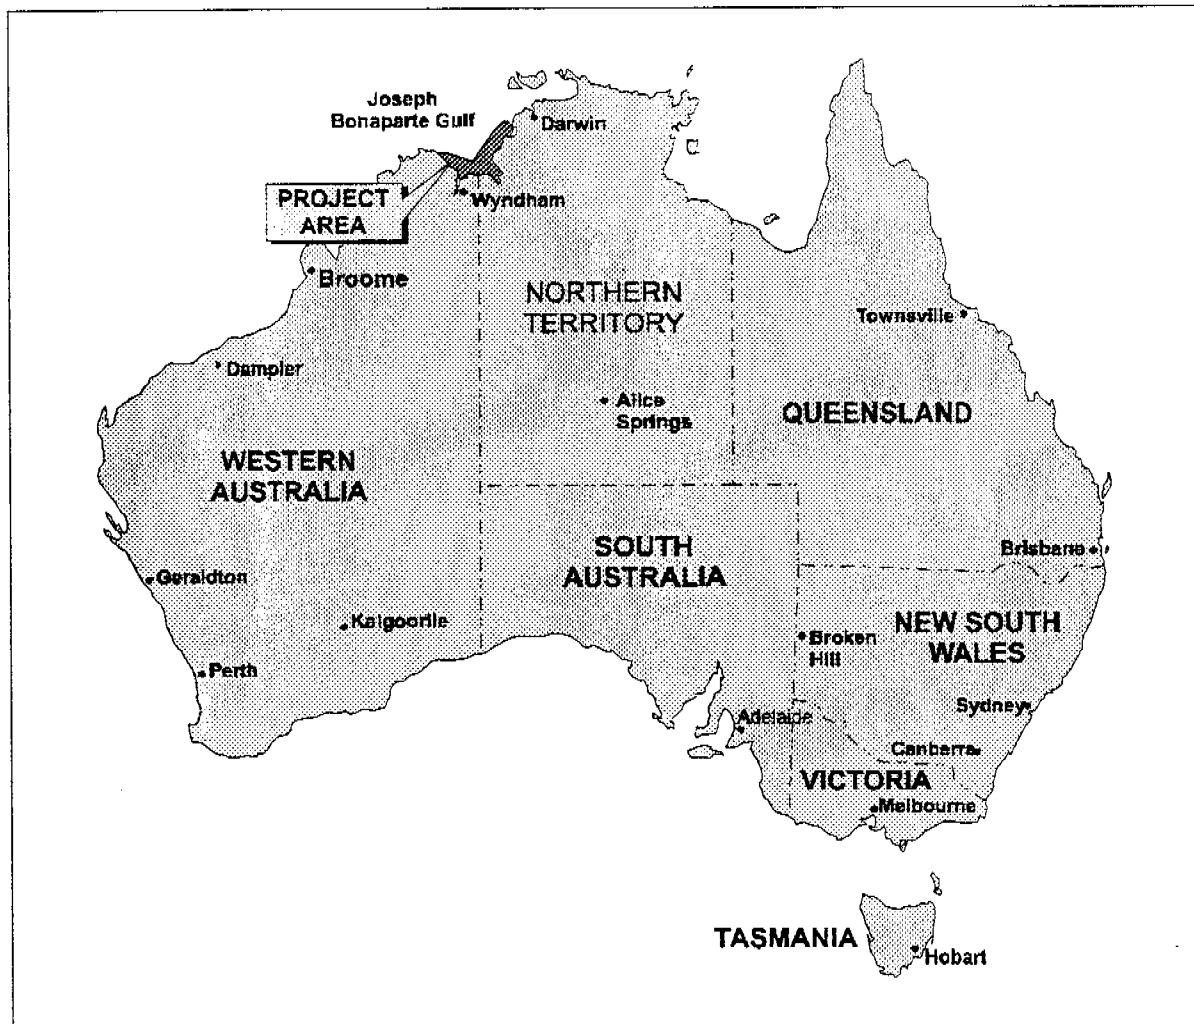 Joseph
Bonaparte Gulf
Darwin
PROJECT
AREA
Wyndham
Broome
NORTHERN
TERRITORY
Townsville
Dampier
Alice
Springs
QUEENSLAND
WESTERN
AUSTRALIA
SOUTH
AUSTRALIA
Brisbane
Geraldton
Kalgoorlie
NEW SOUTH
WALES
Broken
Hill
Perth
Sydney
Adelaide
Canberra
VICTORIA
Melbourne
TASMANIA
Hobart